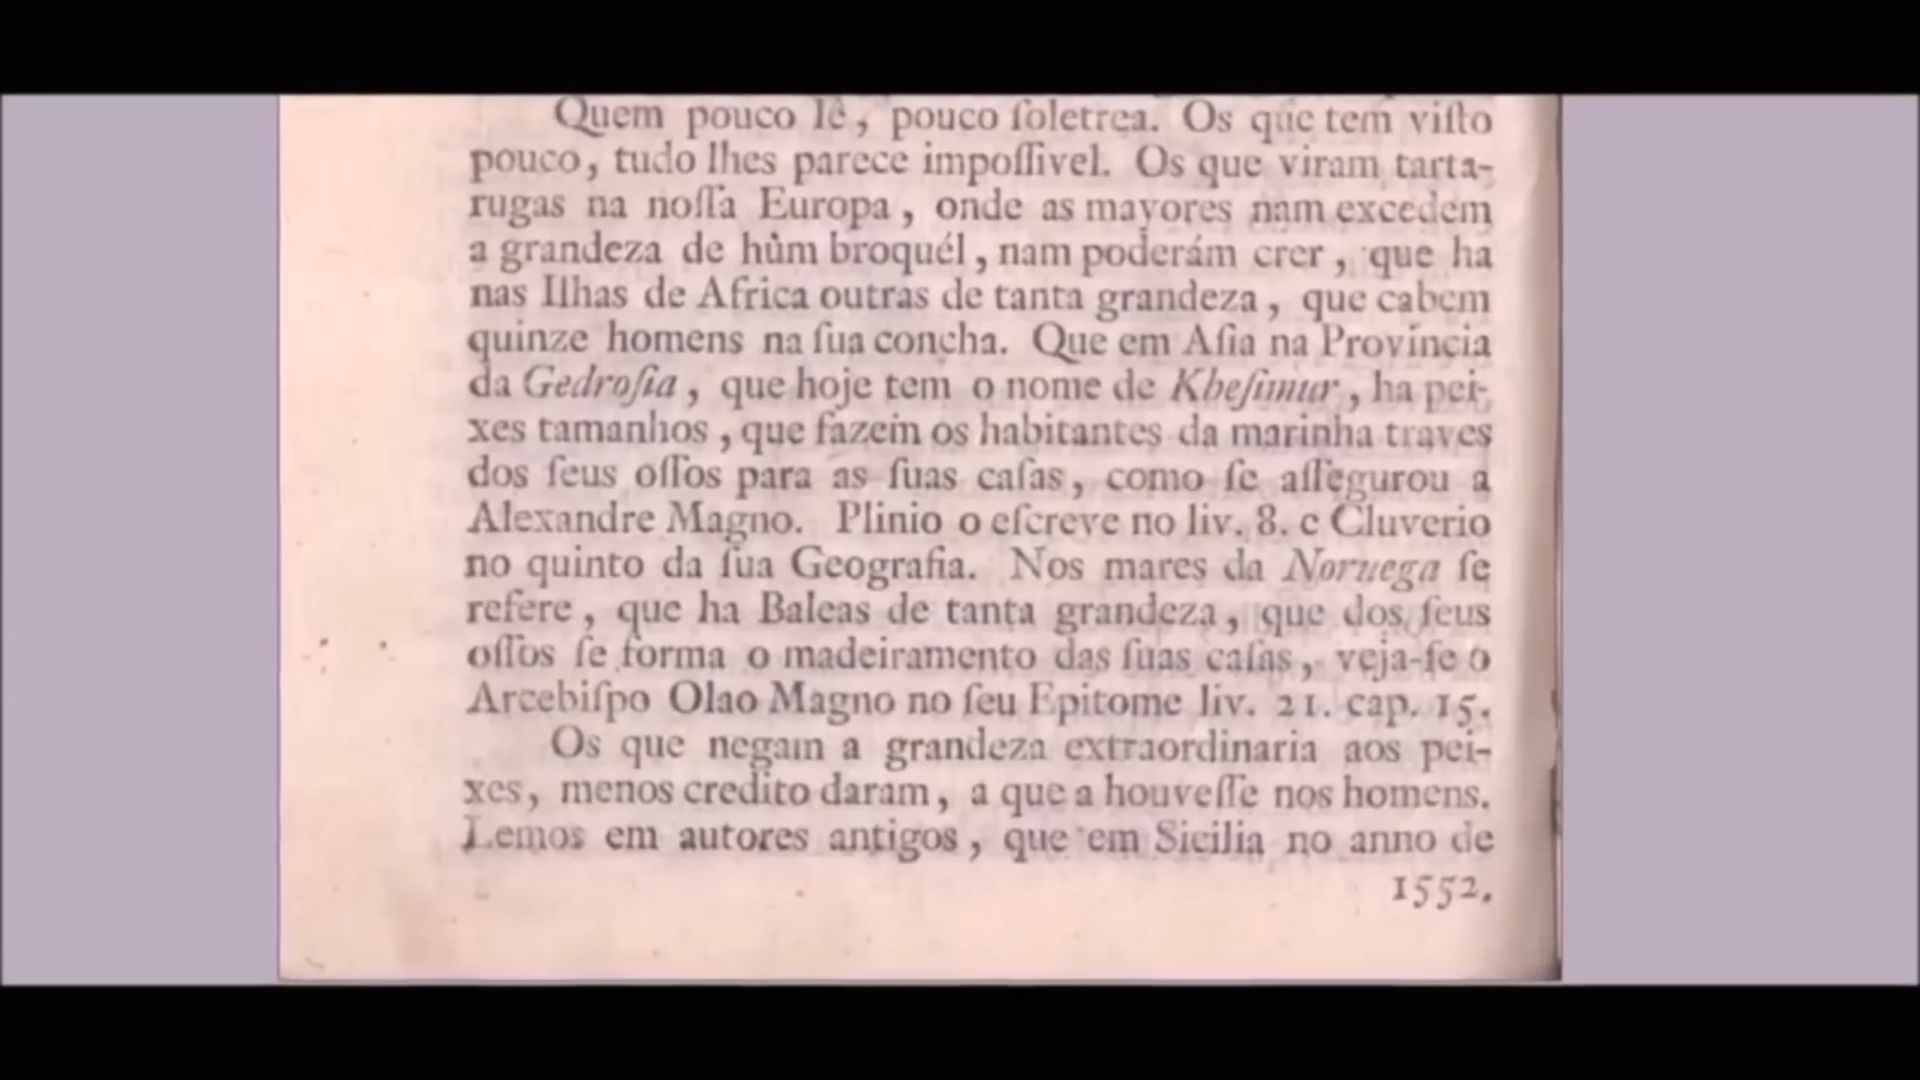 Quem pouco lê, pouco ſoletrea. Os que tem viſto
pouco, tudo lhes parece impoſſivel. Os que viram tarta-
rugas na noſſa Europa, onde as mayores nam excedem
a grandeza de hùm broquél, nam poderám crer, que ha
nas Ilhas de Africa outras de tanta grandeza, que cabem
quinze homens na ſua concha. Que em Aſia na Provincia
da Gedroſia, que hoje tem o nome de Kheſimur, ha pei-
xes tamanhos, que fazem os habitantes da marinha traves
dos ſeus oſſos para as ſuas caſas, como ſe aſſegurou a
Alexandre Magno. Plinio o eſcreve no liv. 8. e Cluverio
no quinto da ſua Geografia. Nos mares da Noruega ſe
refere, que ha Baleas de tanta grandeza, que dos ſeus
oſſos ſe forma o madeiramento das ſuas caſas, veja-ſe o
Arcebiſpo Olao Magno no ſeu Epitome liv. 21. cap. 15.
Os que negam a grandeza extraordinaria aos pei-
xes, menos credito daram, a que a houveſſe nos homens.
Lemos em autores antigos, que em Sicilia no anno de
1552.